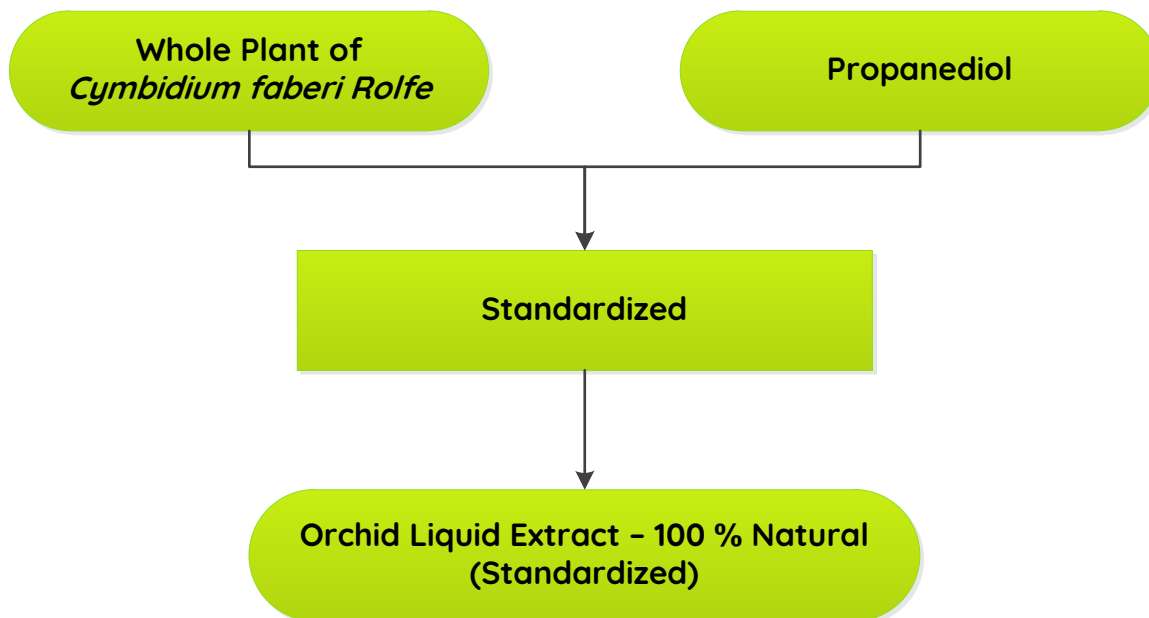 Whole Plant of
Cymbidium faberi Rolfe
Propanediol
Standardized
Orchid Liquid Extract – 100 % Natural
(Standardized)